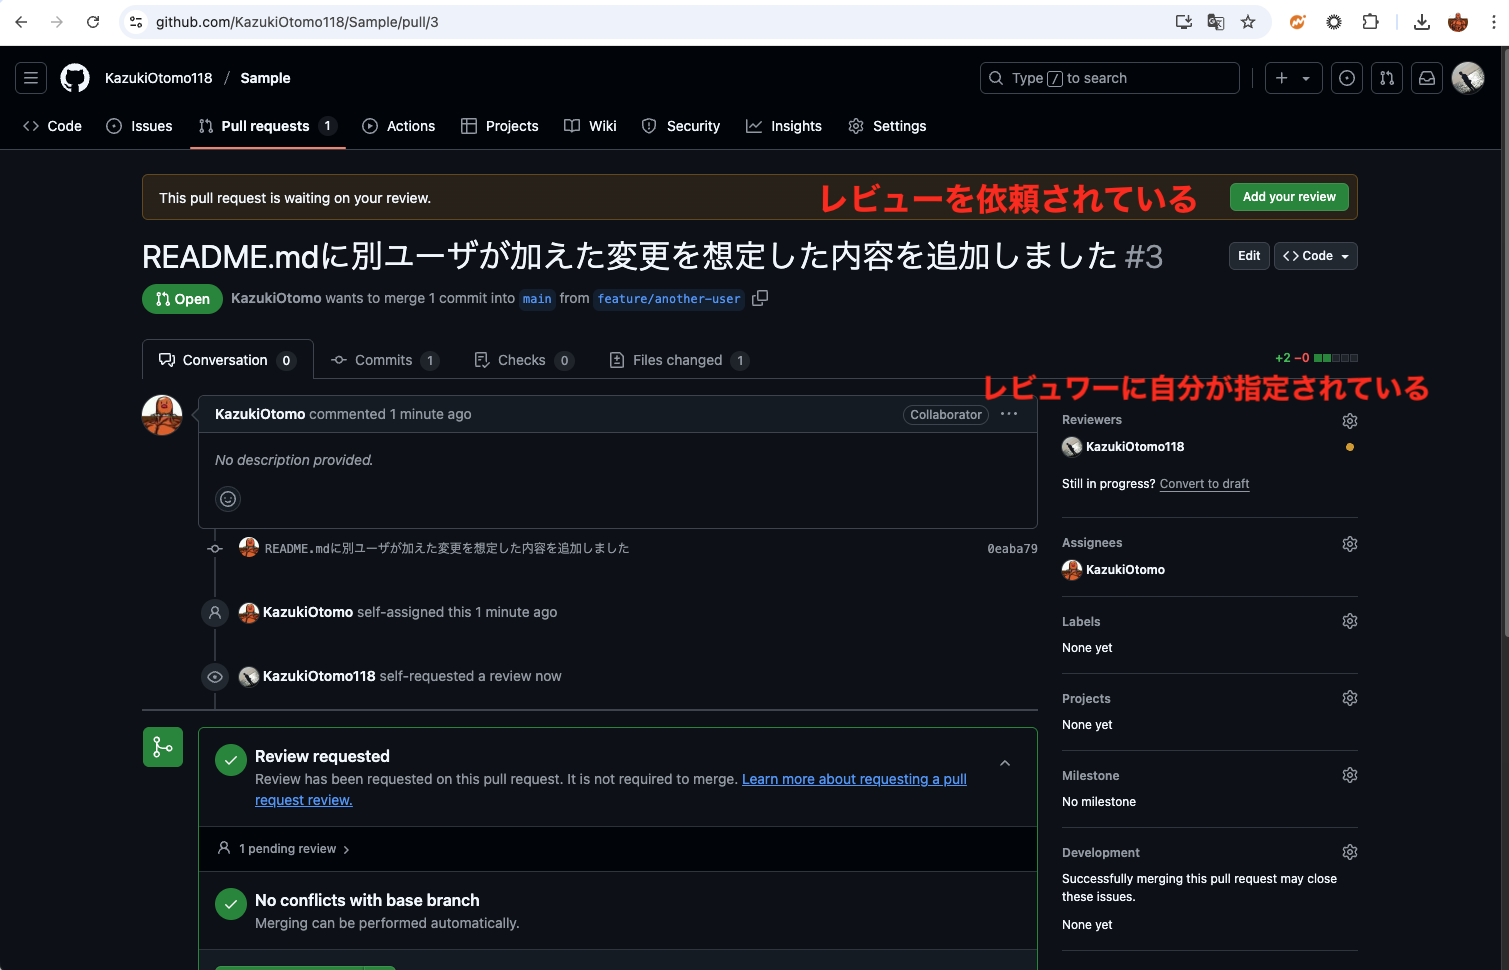 github.com/KazukiOtomo118/Sample/pull/3
KazukiOtomo118 / Sample
Type / to search
Code
Issues
Pull requests 1
Actions
Projects
Wiki
Security
Insights
Settings
This pull request is waiting on your review.
レビューを依頼されている
Add your review
README.mdに別ユーザが加えた変更を想定した内容を追加しました #3
Edit
<> Code
Open
KazukiOtomo wants to merge 1 commit into main from feature/another-user
Conversation 0
Commits 1
Checks 0
Files changed 1
+2 −0
レビュワーに自分が指定されている
KazukiOtomo commented 1 minute ago
Collaborator
No description provided.
README.mdに別ユーザが加えた変更を想定した内容を追加しました
0eaba79
KazukiOtomo self-assigned this 1 minute ago
KazukiOtomo118 self-requested a review now
Review requested
Review has been requested on this pull request. It is not required to merge. Learn more about requesting a pull
request review.
1 pending review
No conflicts with base branch
Merging can be performed automatically.
Reviewers
KazukiOtomo118
Still in progress? Convert to draft
Assignees
KazukiOtomo
Labels
None yet
Projects
None yet
Milestone
No milestone
Development
Successfully merging this pull request may close
these issues.
None yet